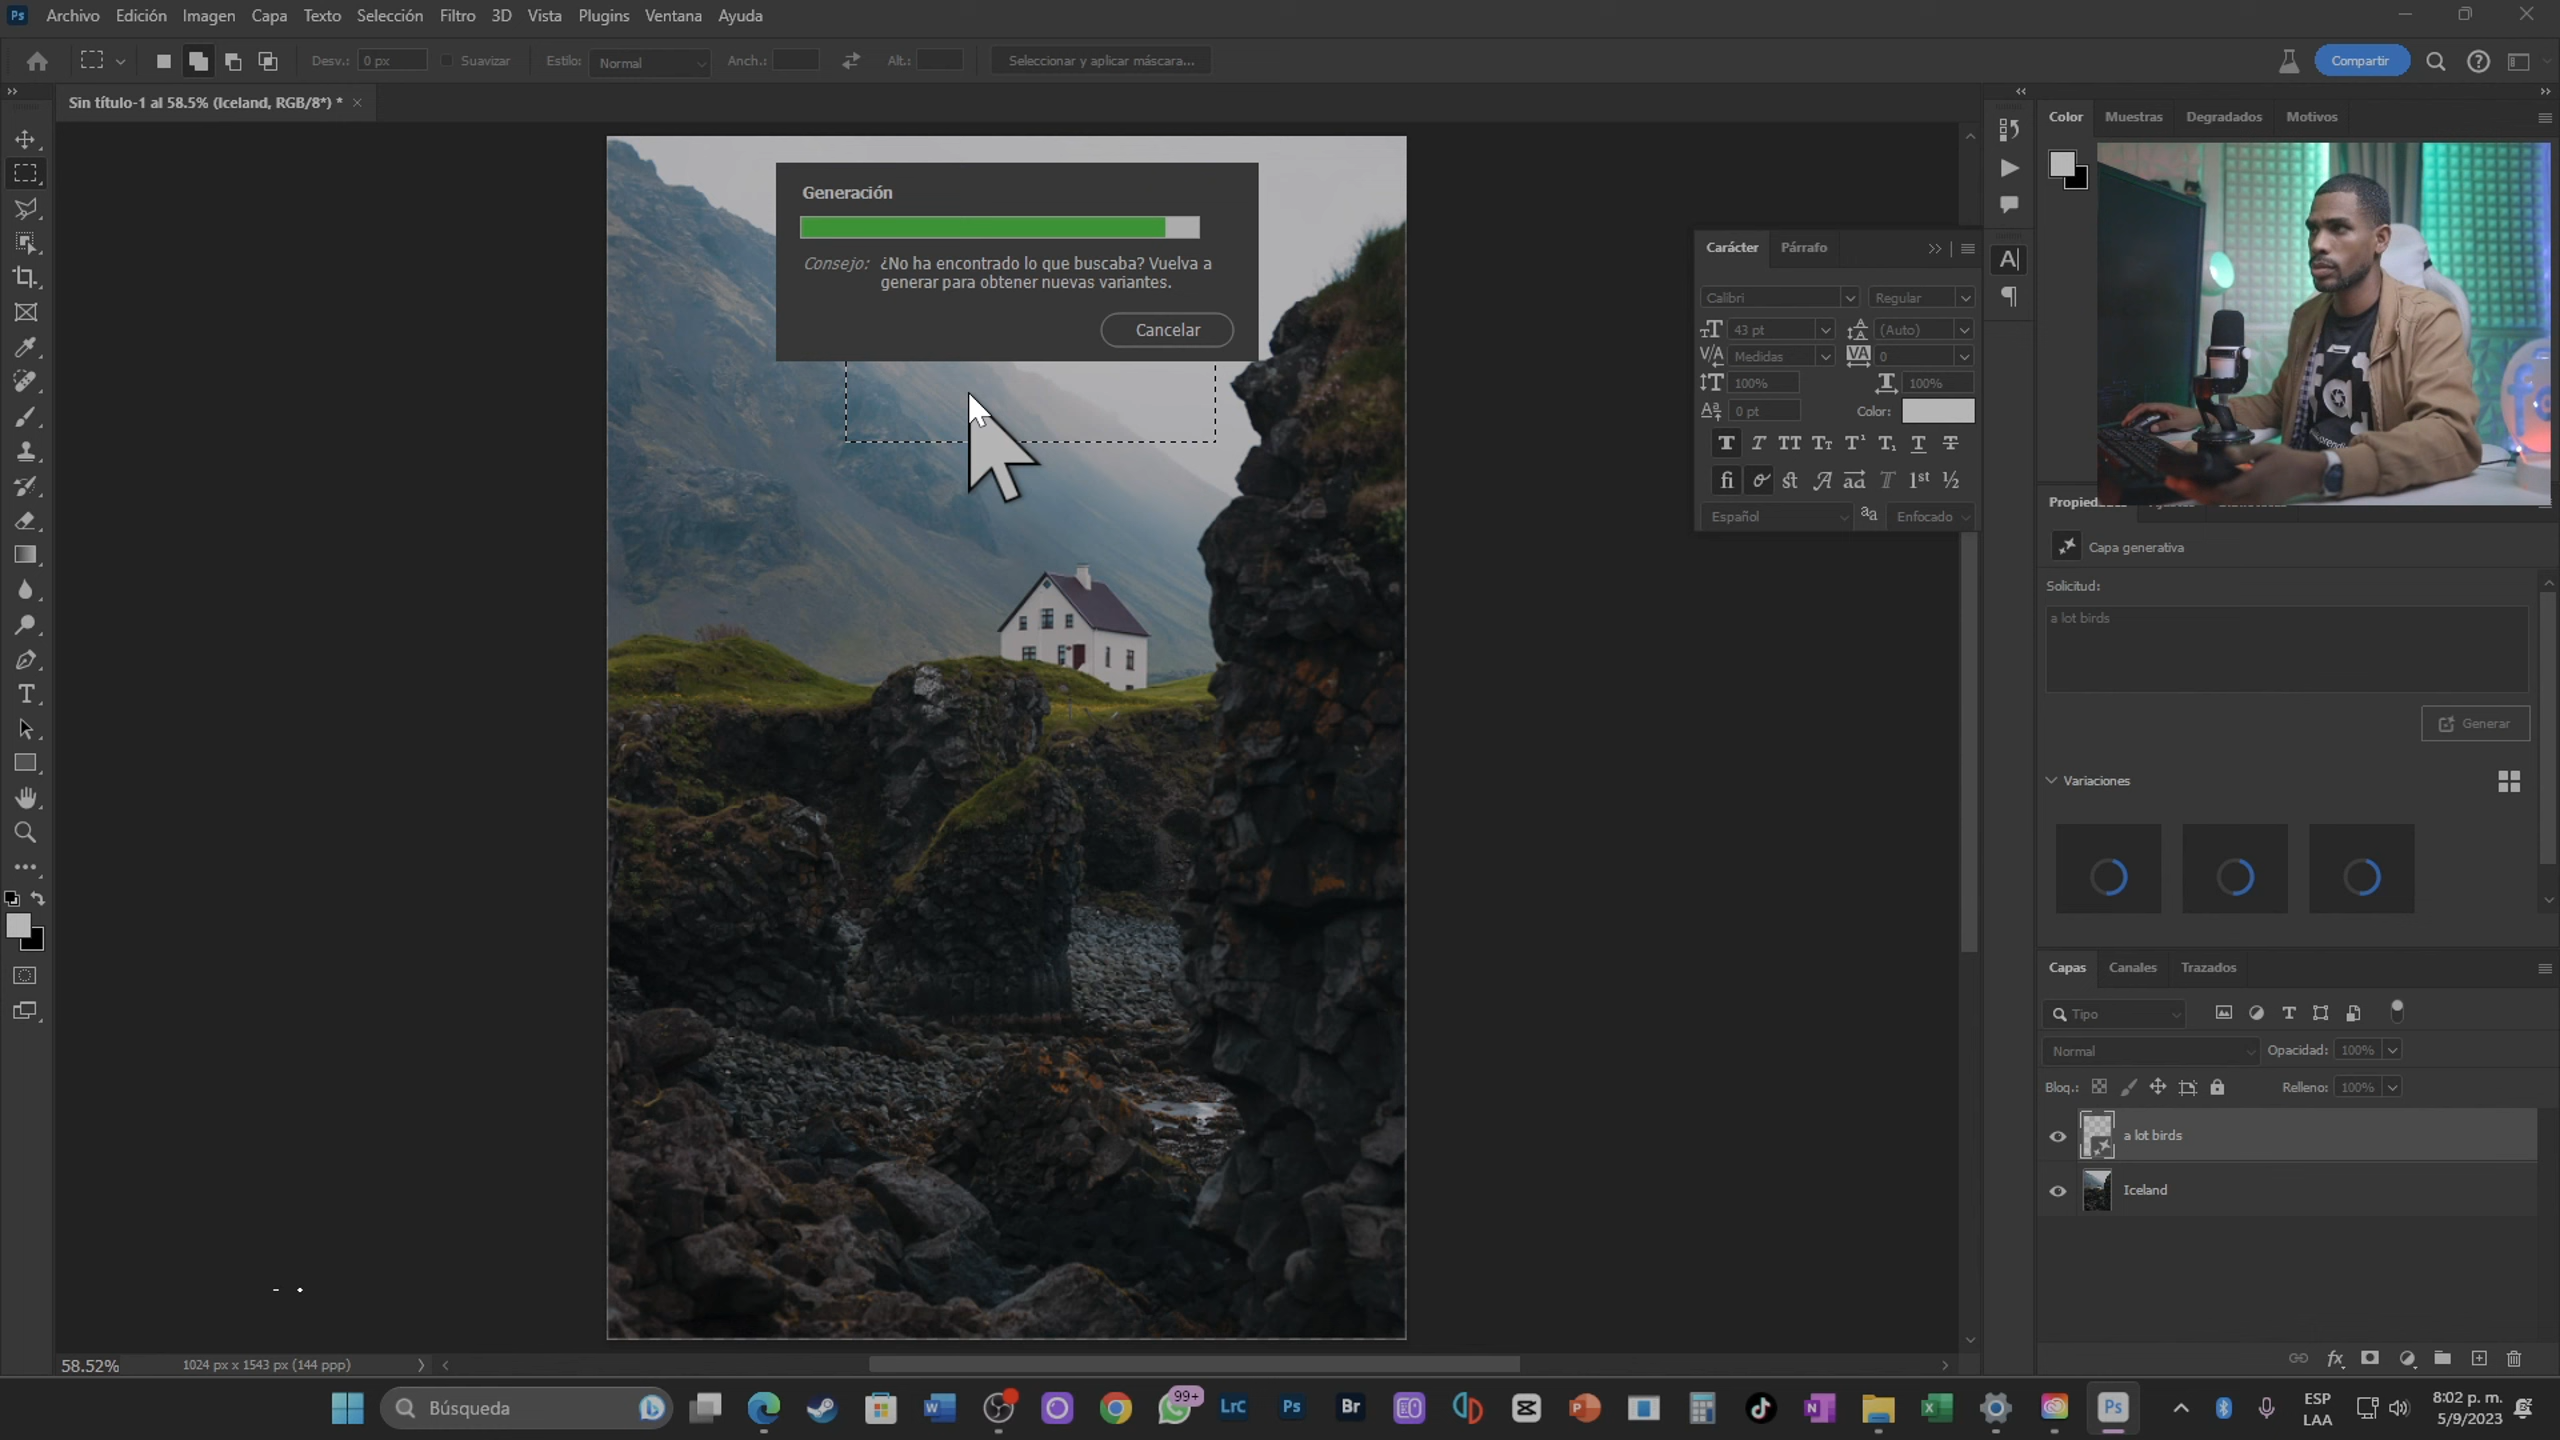 Ps Archivo Edición Imagen Capa Texto Selección Filtro 3D Vista Plugins Ventana Ayuda
Desv.: 0 px Suavizar Estilo: Normal Anch.: Alt.: Seleccionar y aplicar máscara... Compartir
Sin título-1 al 58.5% (Iceland, RGB/8*) *
Color Muestras Degradados Motivos
Generación
Consejo: ¿No ha encontrado lo que buscaba? Vuelva a
generar para obtener nuevas variantes.
Cancelar
Carácter Párrafo
Calibri Regular
43 pt (Auto)
Medidas 0
100% 100%
0 pt Color:
Español Enfocado
Capa generativa
Solicitud:
a lot birds
Generar
Variaciones
Capas Canales Trazados
Tipo
Normal Opacidad: 100%
Bloq.: Relleno: 100%
a lot birds
Iceland
58.52% 1024 px x 1543 px (144 ppp)
Búsqueda
99+
LrC Ps Br
ESP
LAA
8:02 p. m.
5/9/2023